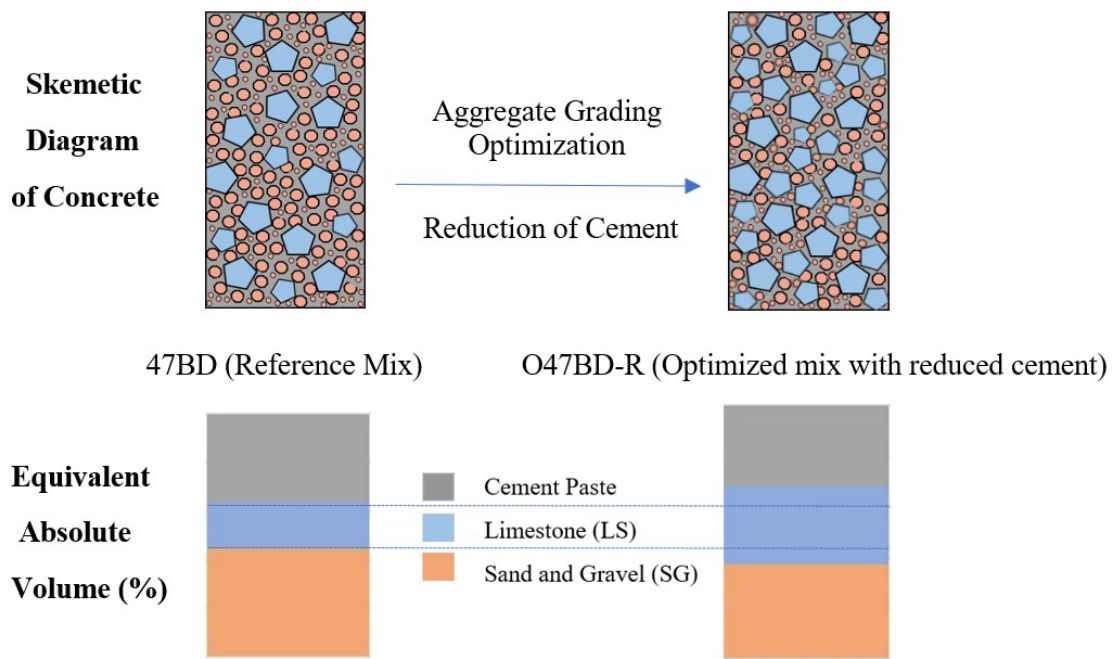 Skemetic
Diagram
of Concrete
Aggregate Grading
Optimization
Reduction of Cement
47BD (Reference Mix)
O47BD-R (Optimized mix with reduced cement)
Equivalent
Absolute
Volume (%)
Cement Paste
Limestone (LS)
Sand and Gravel (SG)